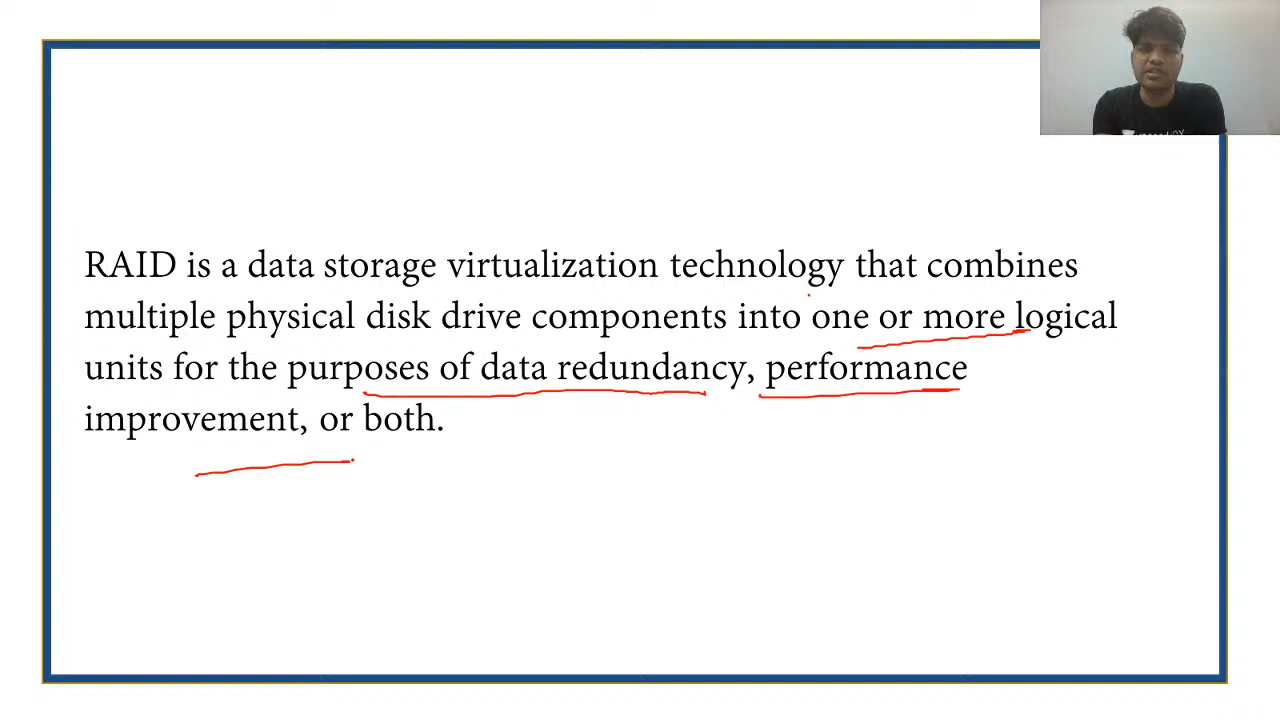 RAID is a data storage virtualization technology that combines
multiple physical disk drive components into one or more logical
units for the purposes of data redundancy, performance
improvement, or both.